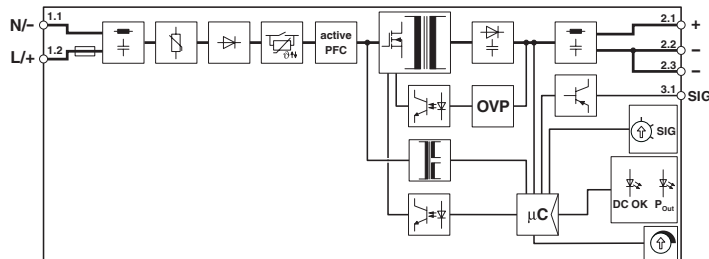 N/- 1.1
L/+ 1.2
ϑ
active
PFC
2.1 +
2.2 –
2.3 –
3.1 SIG
OVP
SIG
µC
DC OK P_Out